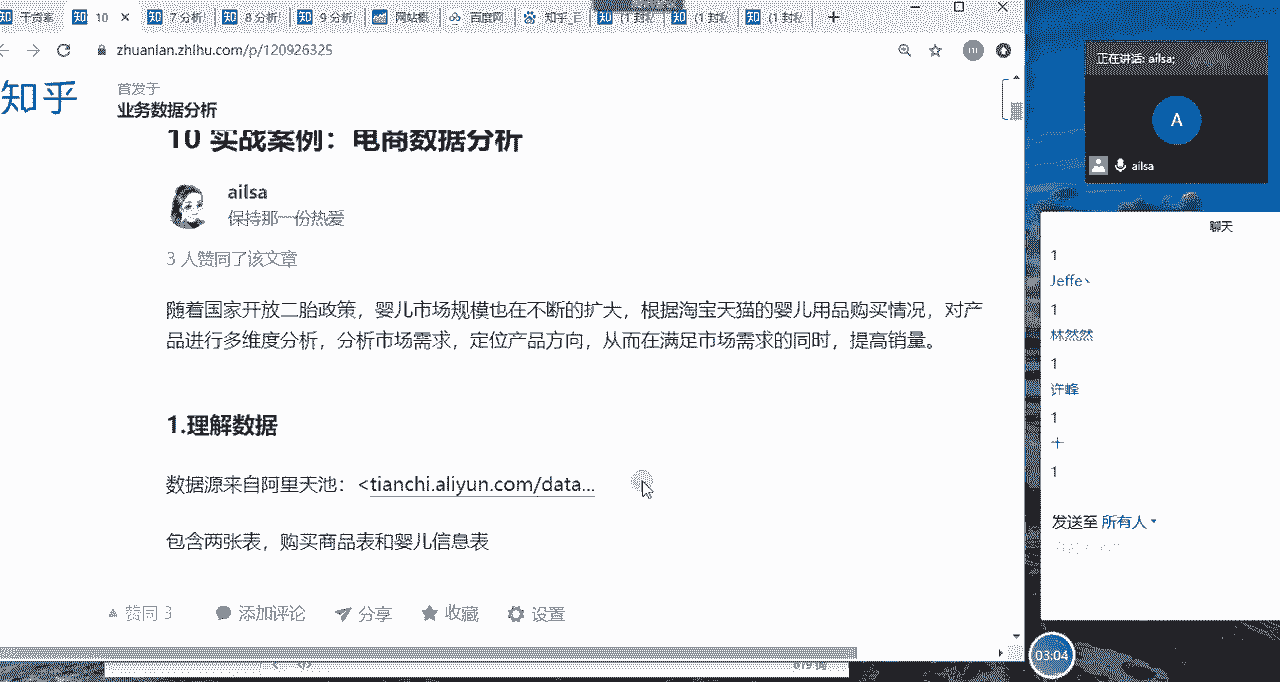 干货案
10
7 分析
8 分析
9 分析
网站概
百度网
知乎_百
(1 封私
(1 封私
(1 封私
zhuanlan.zhihu.com/p/120926325
知乎
首发于
业务数据分析
10 实战案例：电商数据分析
ailsa
保持那一份热爱
3 人赞同了该文章
随着国家开放二胎政策，婴儿市场规模也在不断的扩大，根据淘宝天猫的婴儿用品购买情况，对产
品进行多维度分析，分析市场需求，定位产品方向，从而在满足市场需求的同时，提高销量。
1.理解数据
数据源来自阿里天池：<tianchi.aliyun.com/data...
包含两张表，购买商品表和婴儿信息表
赞同 3
添加评论
分享
收藏
设置
正在讲话: ailsa;
A
ailsa
聊天
1
Jeffe丶
1
林然然
1
许峰
1
十
1
发送至 所有人
03:04